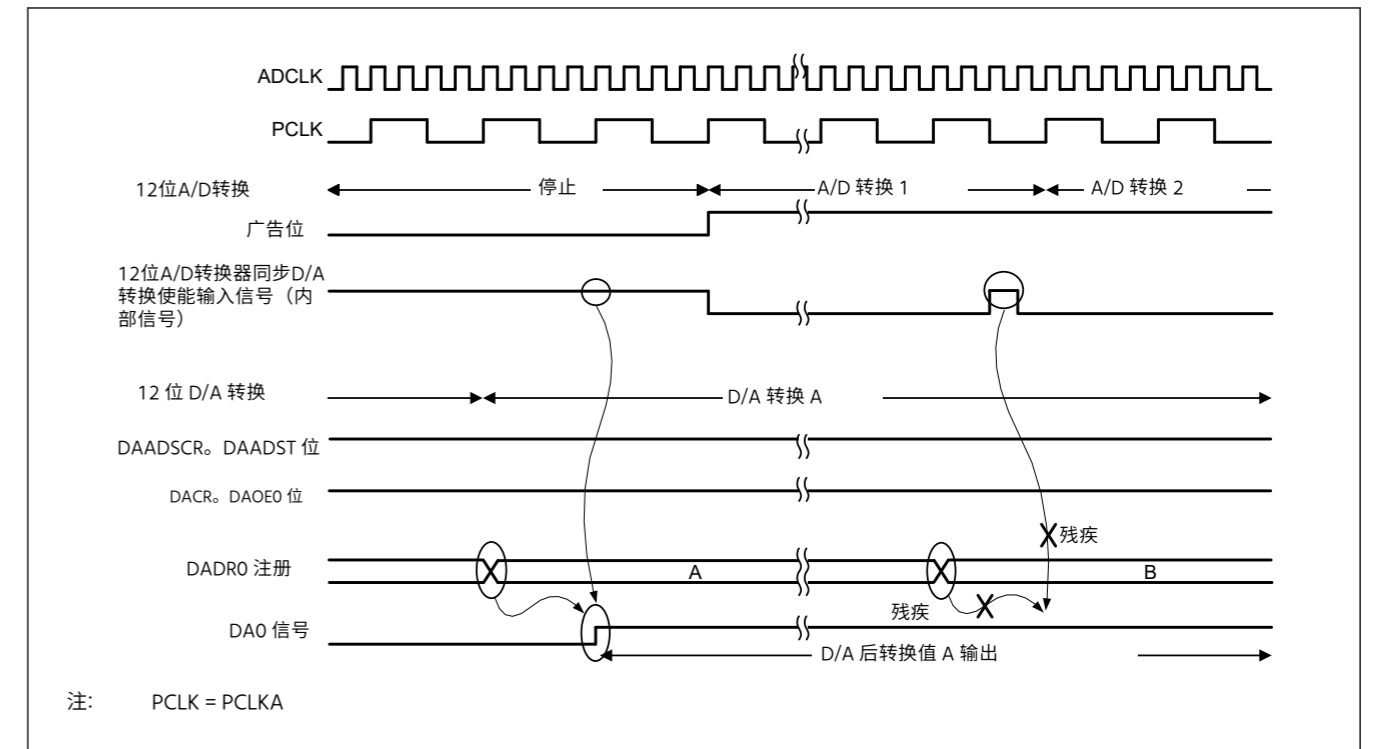 ADCLK
PCLK
12位A/D转换
停止
A/D 转换 1
A/D 转换 2
广告位
12位A/D转换器同步D/A
转换使能输入信号（内
部信号）
12 位 D/A 转换
D/A 转换 A
DAADSCR。DAADST 位
DACR。DAOE0 位
残疾
DADR0 注册
A
B
残疾
DA0 信号
D/A 后转换值 A 输出
注: PCLK = PCLKA